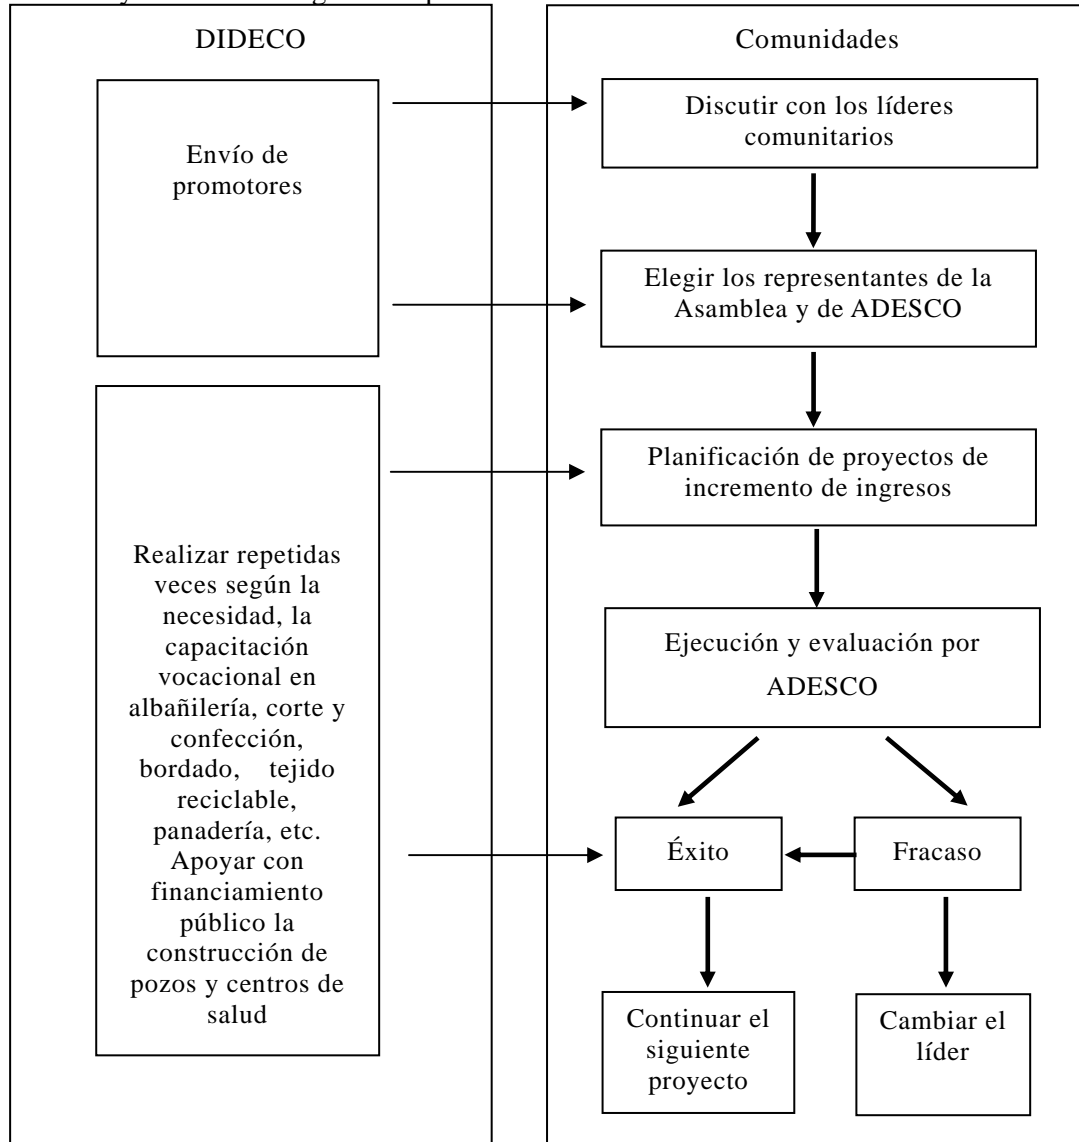 DIDECO
Envío de
promotores
Realizar repetidas
veces según la
necesidad, la
capacitación
vocacional en
albañilería, corte y
confección,
bordado, tejido
reciclable,
panadería, etc.
Apoyar con
financiamiento
público la
construcción de
pozos y centros de
salud
Comunidades
Discutir con los líderes
comunitarios
Elegir los representantes de la
Asamblea y de ADESCO
Planificación de proyectos de
incremento de ingresos
Ejecución y evaluación por
ADESCO
Éxito
Fracaso
Continuar el
siguiente
proyecto
Cambiar el
líder